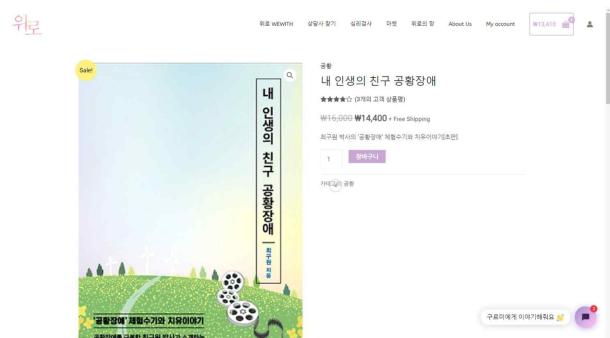 위로
위로 WEWITH 상담사 찾기 심리검사 마켓 위로의 창 About Us My account ₩13,410
Sale!
내 인생의 친구 공황장애
최구원 지음
'공황장애' 체험수기와 치유이야기
공황
내 인생의 친구 공황장애
★★★★☆ (3개의 고객 상품평)
₩16,000 ₩14,400 + Free Shipping
최구원 박사의 '공황장애' 체험수기와 치유이야기[초판]
1 장바구니
카테고리: 공황
구르미에게 이야기해줘요